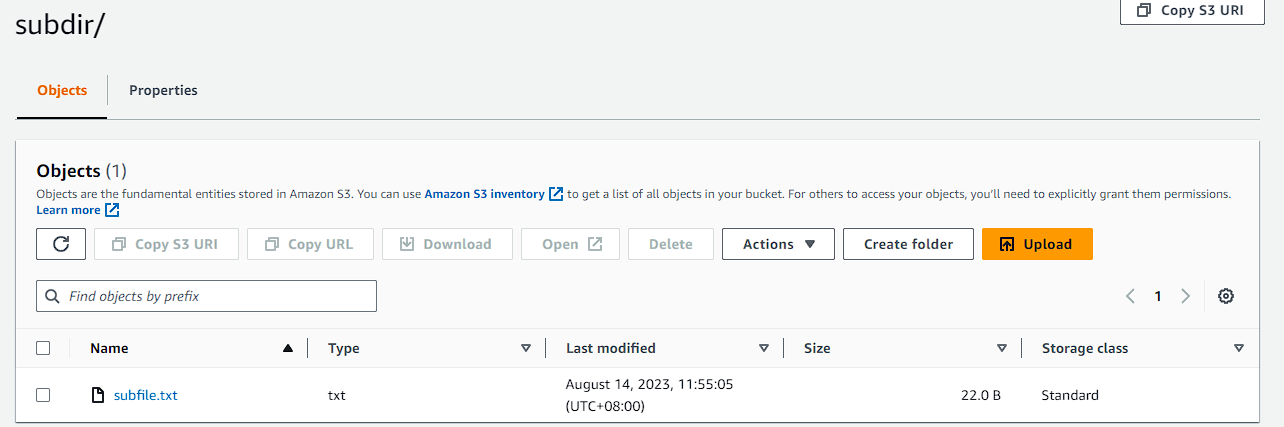 subdir/
Copy S3 URI
Objects
Properties
Objects (1)
Objects are the fundamental entities stored in Amazon S3. You can use Amazon S3 inventory to get a list of all objects in your bucket. For others to access your objects, you'll need to explicitly grant them permissions.
Learn more
Copy S3 URI
Copy URL
Download
Open
Delete
Actions
Create folder
Upload
Find objects by prefix
1
Name
Type
Last modified
Size
Storage class
subfile.txt
txt
August 14, 2023, 11:55:05
(UTC+08:00)
22.0 B
Standard